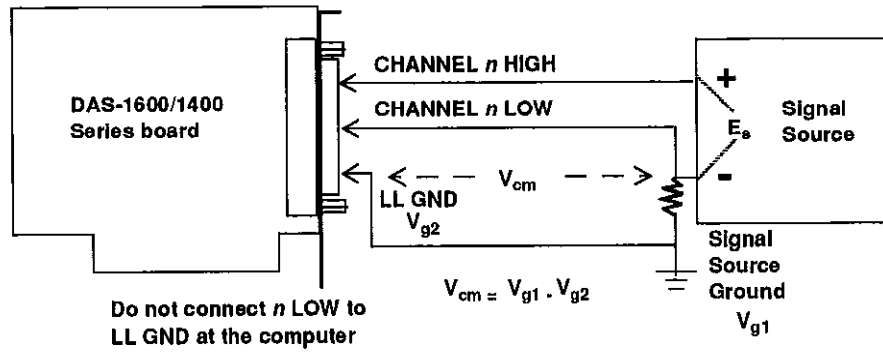 DAS-1600/1400
Series board
CHANNEL n HIGH
CHANNEL n LOW
LL GND
Vg2
Vcm
+
Es
-
Signal
Source
Signal
Source
Ground
Vg1
Vcm = Vg1 - Vg2
Do not connect n LOW to
LL GND at the computer